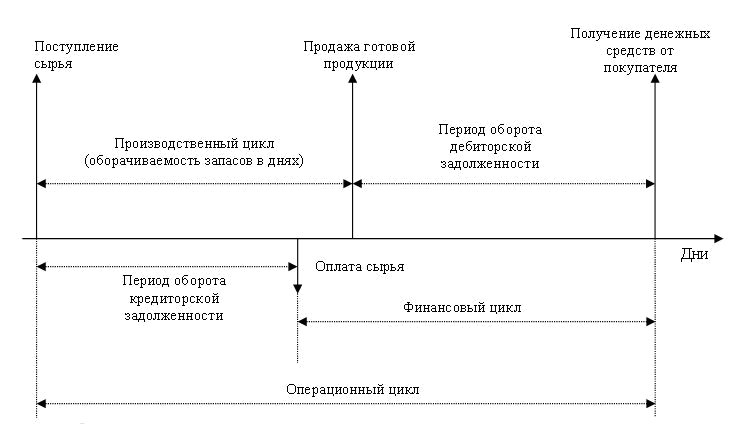 Поступление
сырья
Продажа готовой
продукции
Получение денежных
средств от
покупателя
Производственный цикл
(оборачиваемость запасов в днях)
Период оборота
дебиторской
задолженности
Дни
Оплата сырья
Период оборота
кредиторской
задолженности
Финансовый цикл
Операционный цикл